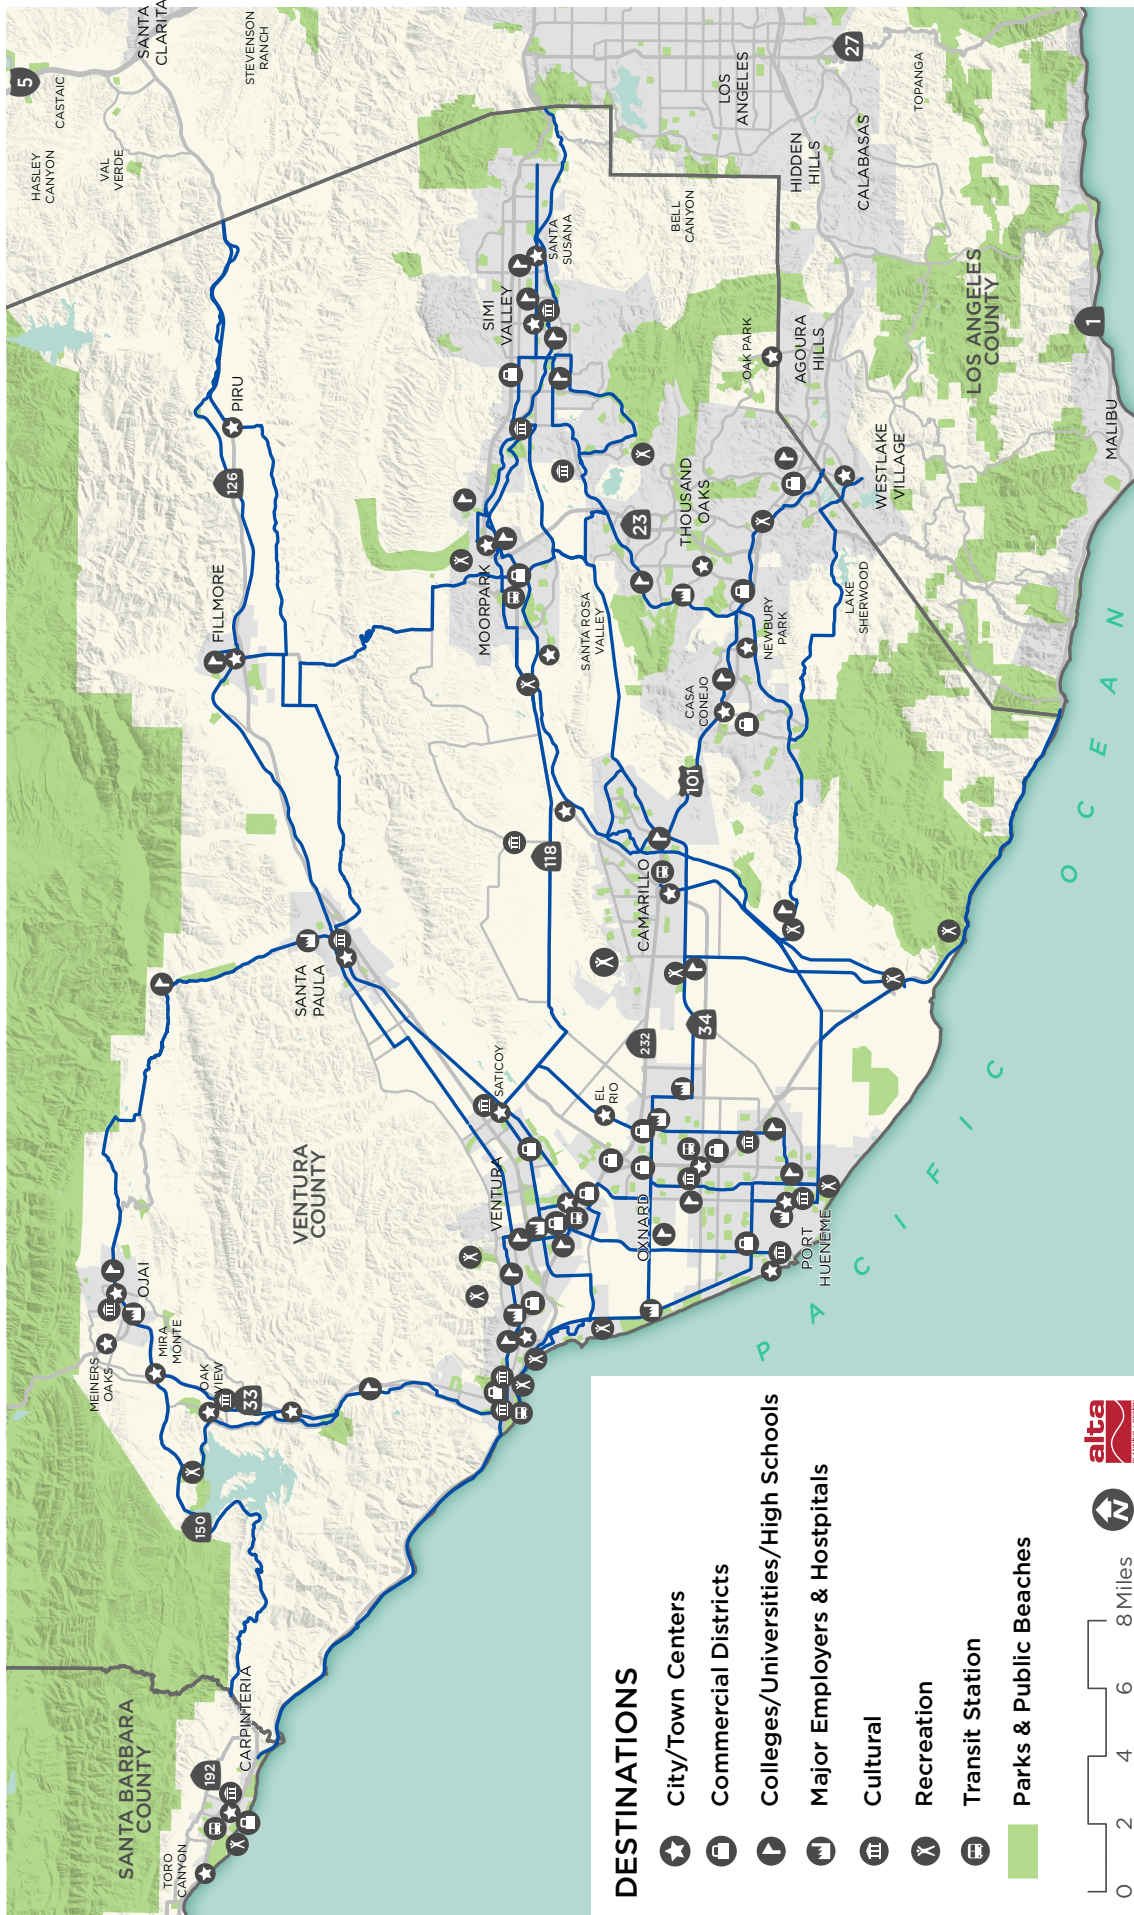 SANTA BARBARA
COUNTY
TORO
CANYON
192
CARPINTERIA
150
MEINERS
OAKS
MIRA
MONTE
OAK
VIEW
33
OJAI
VENTURA
COUNTY
SANTA
PAULA
FILLMORE
126
PIRU
HASLEY
CANYON
VAL
VERDE
CASTAIC
5
STEVENSON
RANCH
SANTA
CLARITA
VENTURA
SATICOY
EL
RIO
OXNARD
PORT
HUENEME
232
34
CAMARILLO
118
101
SANTA ROSA
VALLEY
MOORPARK
CASA
CONEJO
NEWBURY
PARK
23
THOUSAND
OAKS
LAKE
SHERWOOD
WESTLAKE
VILLAGE
SIMI
VALLEY
SANTA
SUSANA
OAK PARK
AGOURA
HILLS
BELL
CANYON
HIDDEN
HILLS
CALABASAS
LOS
ANGELES
27
TOPANGA
LOS ANGELES
COUNTY
1
MALIBU
PACIFIC OCEAN
DESTINATIONS
City/Town Centers
Commercial Districts
Colleges/Universities/High Schools
Major Employers & Hostpitals
Cultural
Recreation
Transit Station
Parks & Public Beaches
0 2 4 6 8 Miles
N
alta